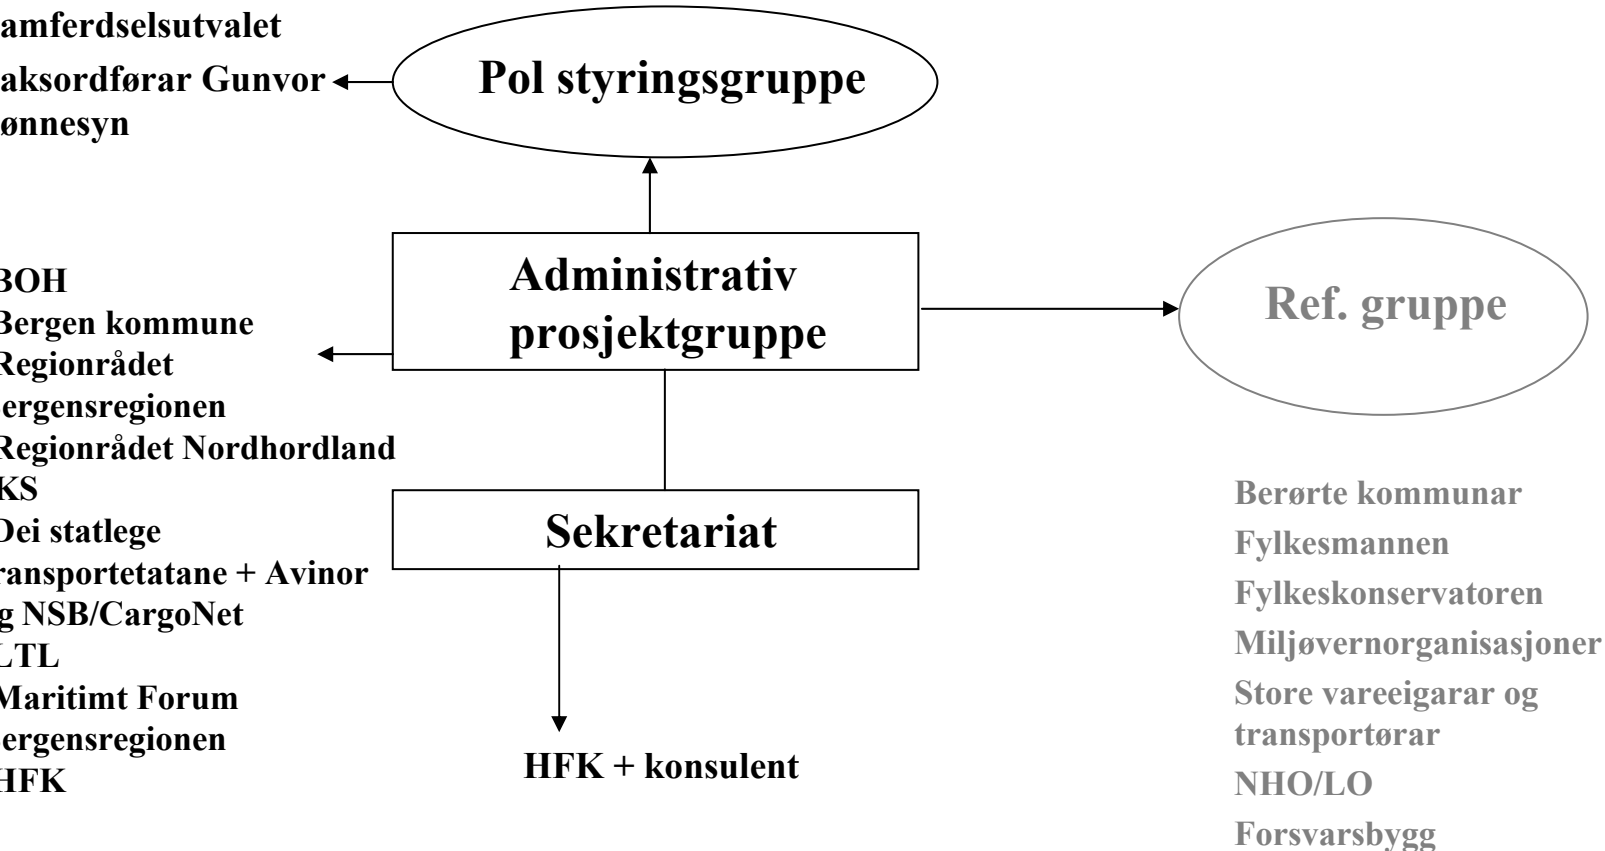 amferdselsutvalet
aksordførar Gunvor
ønnesyn
Pol styringsgruppe
Administrativ
prosjektgruppe
BOH
Bergen kommune
Regionrådet
ergensregionen
Regionrådet Nordhordland
KS
Dei statlege
ransportetatane + Avinor
g NSB/CargoNet
LTL
Maritimt Forum
ergensregionen
HFK
Sekretariat
HFK + konsulent
Ref. gruppe
Berørte kommunar
Fylkesmannen
Fylkeskonservatoren
Miljøvernorganisasjoner
Store vareeigarar og
transportørar
NHO/LO
Forsvarsbygg